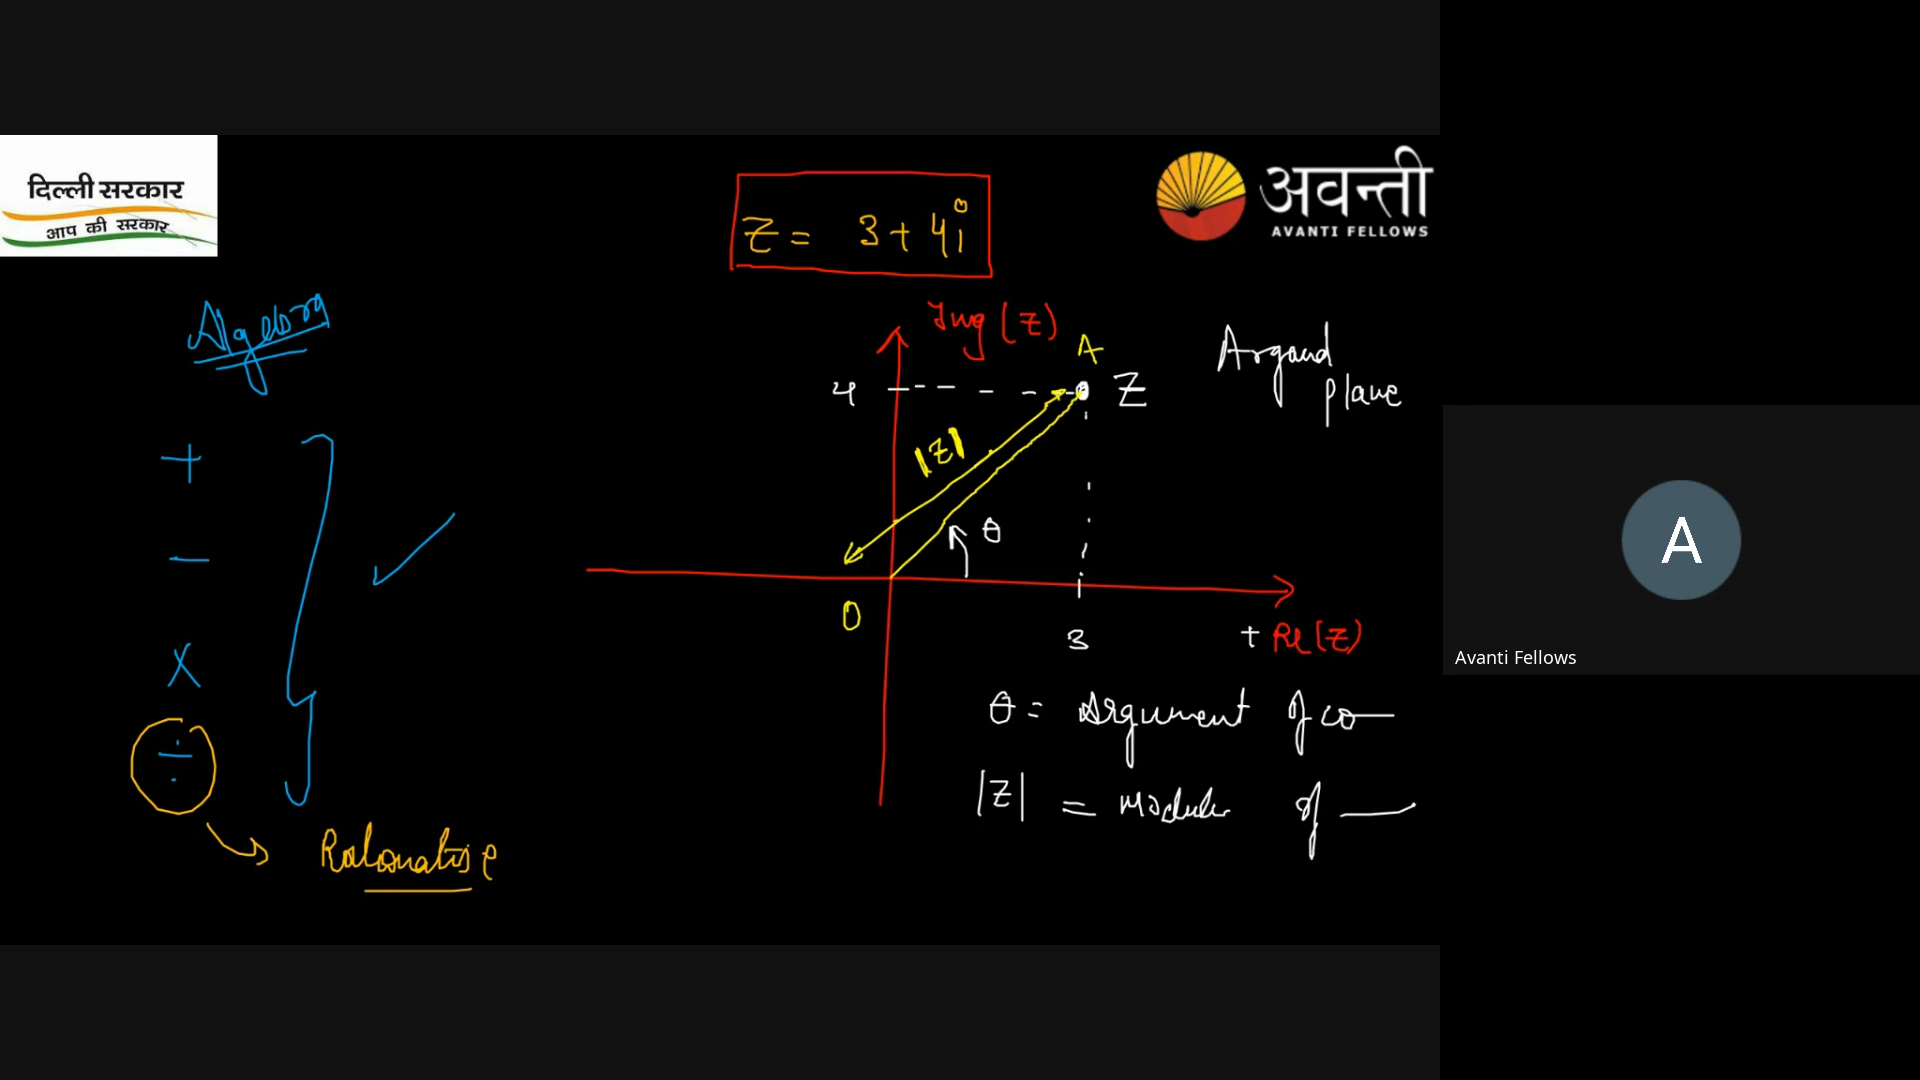 दिल्ली सरकार
आप की सरकार
Z = 3 + 4i
अवन्ती
AVANTI FELLOWS
Algebra
+
−
×
÷
Rationalise
Img (Z)
A
4
Z
|Z|
θ
O
3
+ Re(Z)
Argand
plane
θ = Argument of co—
|Z| = Modulus of —
A
Avanti Fellows